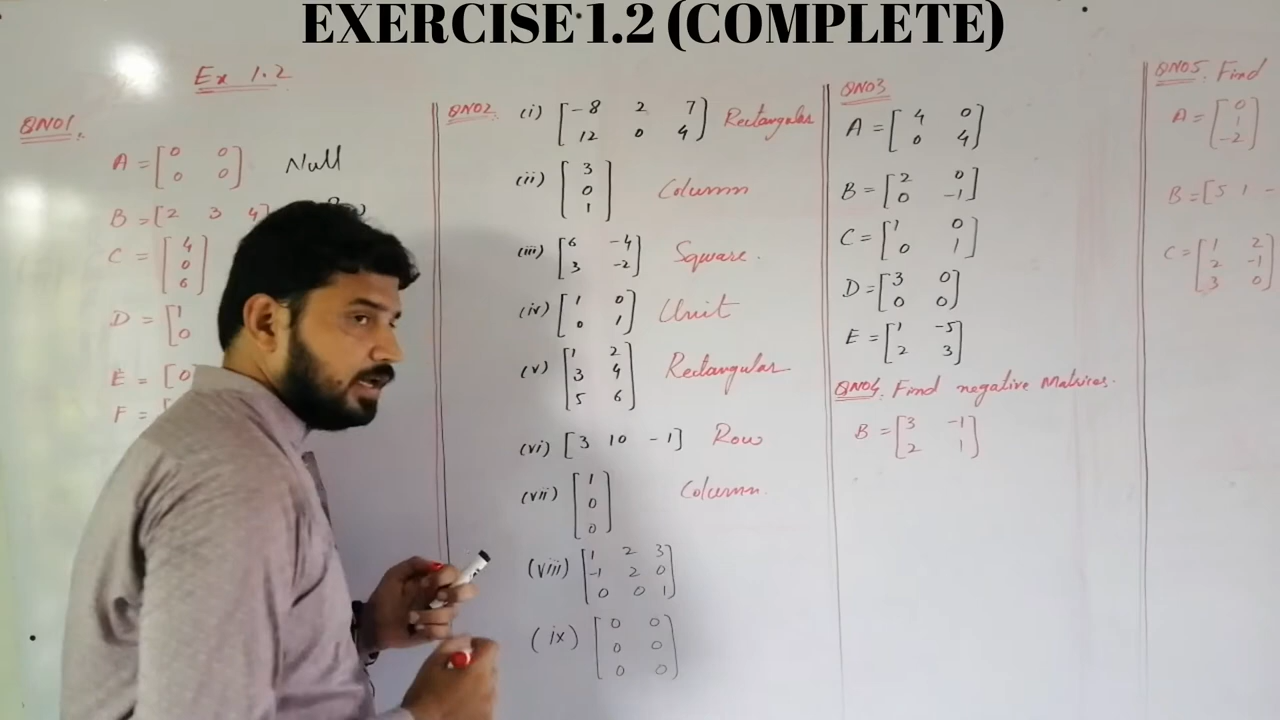 EXERCISE 1.2 (COMPLETE)
Ex 1.2
QNO1.
A = [0 0
0 0] Null
B = [2 3 4]
C = [4
0
6]
D = [1
0
E = [0
F = [
QNO2.
(i) [-8 2 7
12 0 4] Rectangular
(ii) [3
0
1] Column
(iii) [6 -4
3 -2] Square.
(iv) [1 0
0 1] Unit
(v) [1 2
3 4
5 6] Rectangular
(vi) [3 10 -1] Row
(vii) [1
0
0] Column.
(viii) [1 2 3
-1 2 0
0 0 1]
(ix) [0 0
0 0
0 0]
QNO3
A = [4 0
0 4]
B = [2 0
0 -1]
C = [1 0
0 1]
D = [3 0
0 0]
E = [1 -5
2 3]
QNO4. Find negative Matrices.
B = [3 -1
2 1]
QNO5. Find
A = [0
1
-2]
B = [5 1 -
C = [1 2
2 -1
3 0]